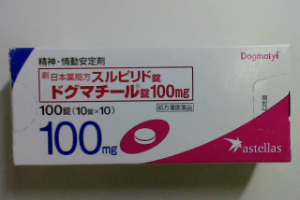 精神・情動安定剤
Dogmatyl
劇 日本薬局方 スルピリド錠
ドグマチール錠100mg
100錠(10錠×10)
処方箋医薬品
100mg
astellas